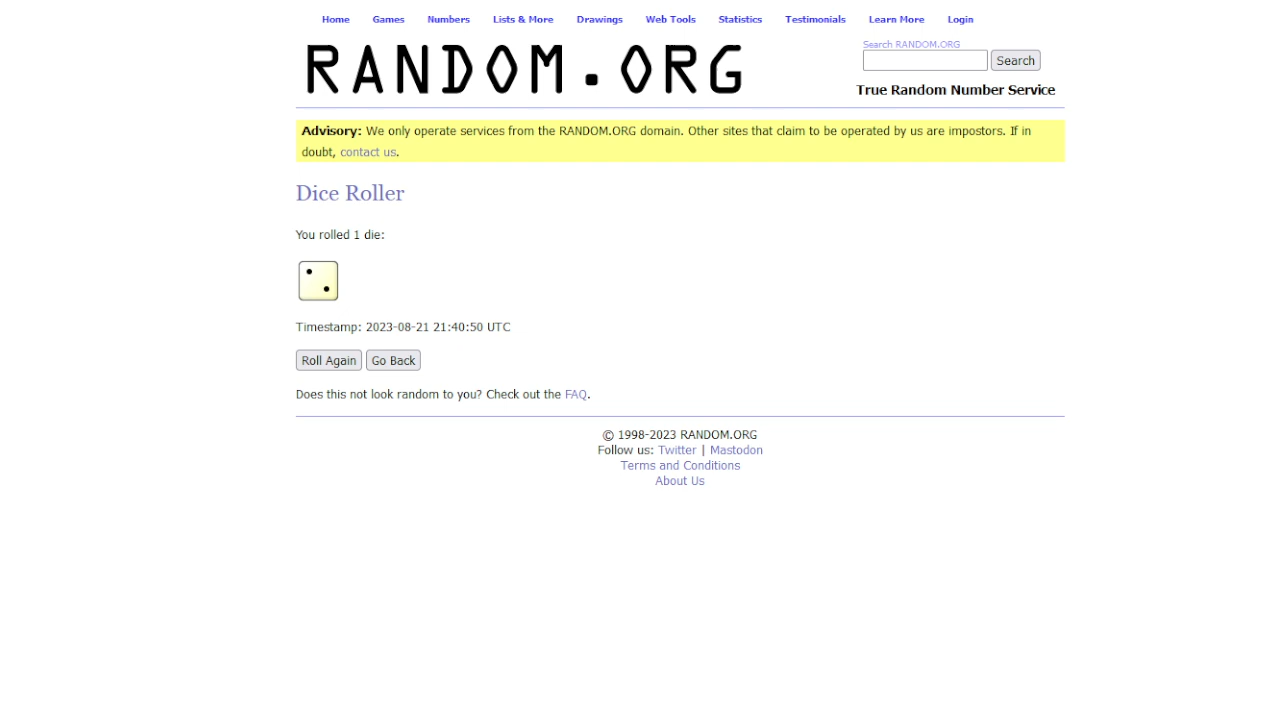 Home Games Numbers Lists & More Drawings Web Tools Statistics Testimonials Learn More Login
RANDOM.ORG
Search RANDOM.ORG
Search
True Random Number Service
Advisory: We only operate services from the RANDOM.ORG domain. Other sites that claim to be operated by us are impostors. If in
doubt, contact us.
Dice Roller
You rolled 1 die:
Timestamp: 2023-08-21 21:40:50 UTC
Roll Again Go Back
Does this not look random to you? Check out the FAQ.
© 1998-2023 RANDOM.ORG
Follow us: Twitter | Mastodon
Terms and Conditions
About Us